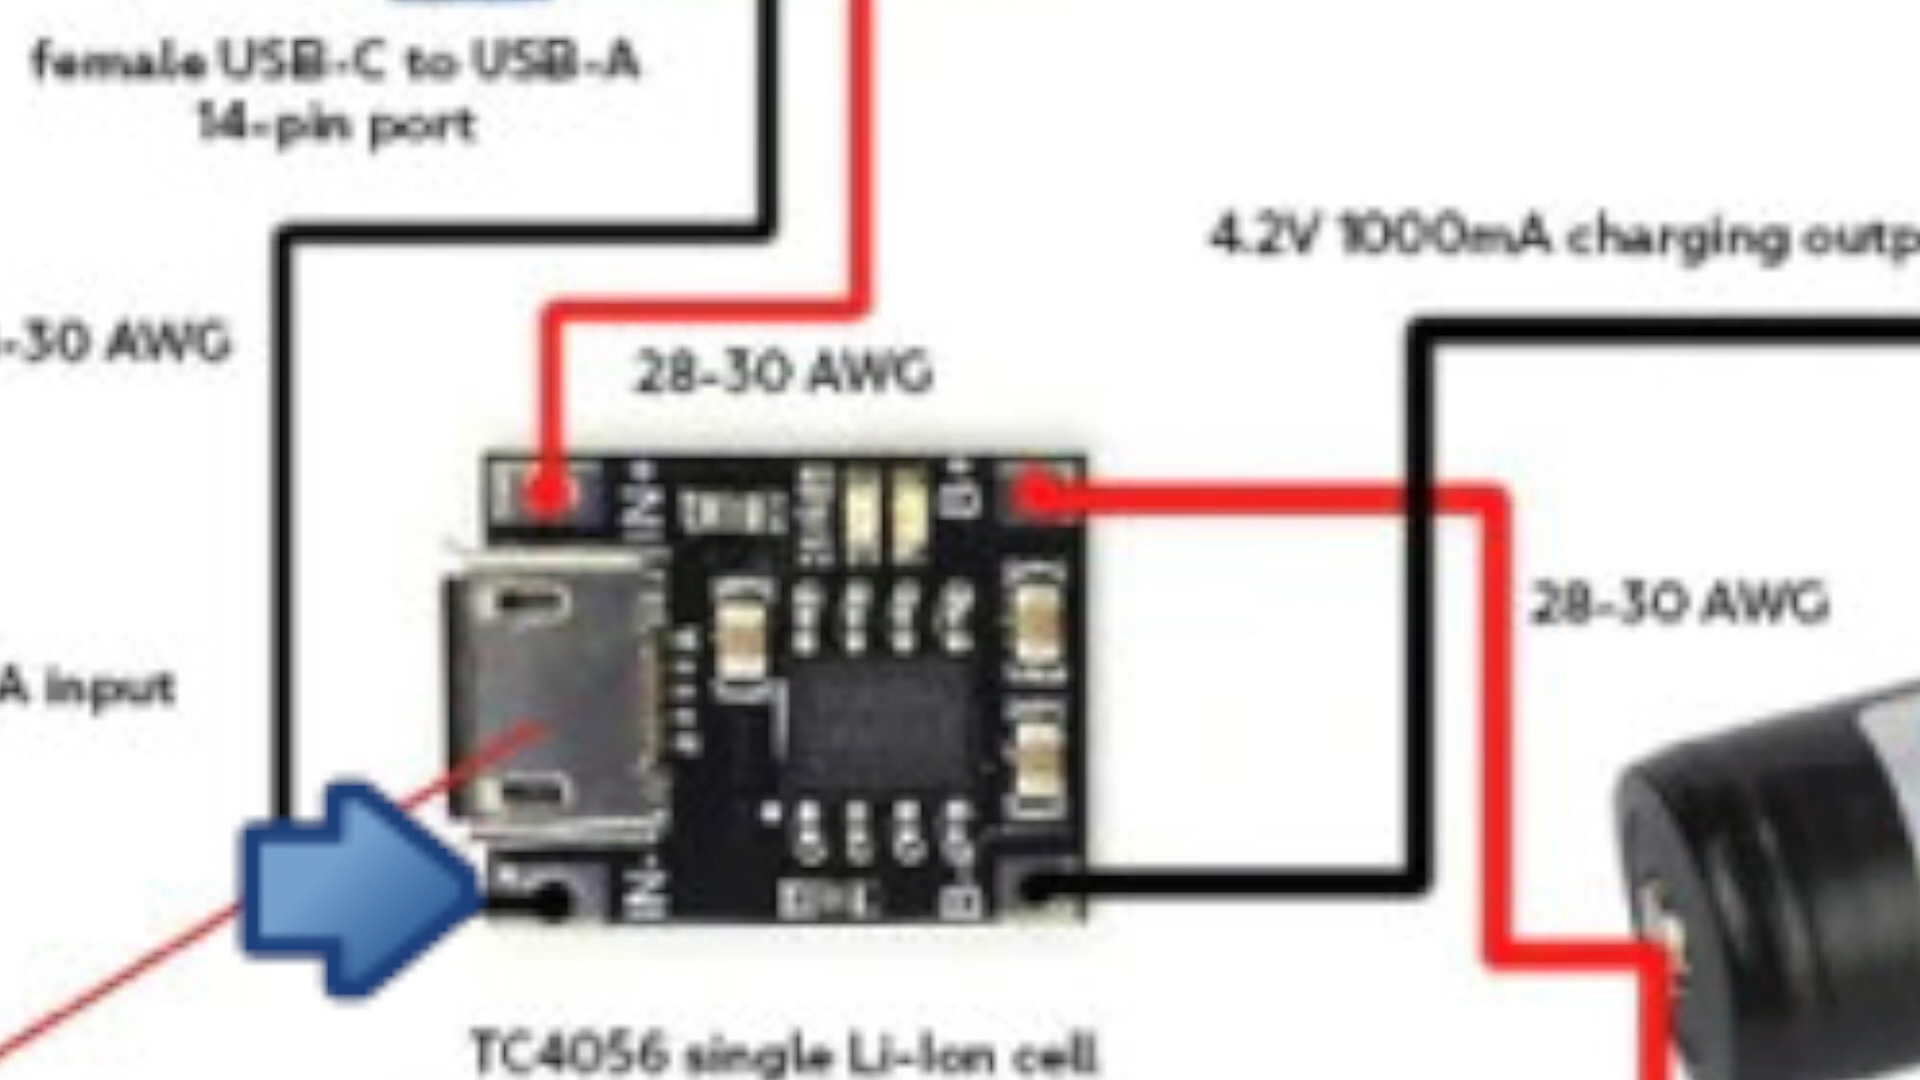 female USB-C to USB-A
14-pin port
4.2V 1000mA charging outp
-30 AWG
28-30 AWG
IN+
B+
28-30 AWG
A input
IN-
B-
TC4056 single Li-Ion cell